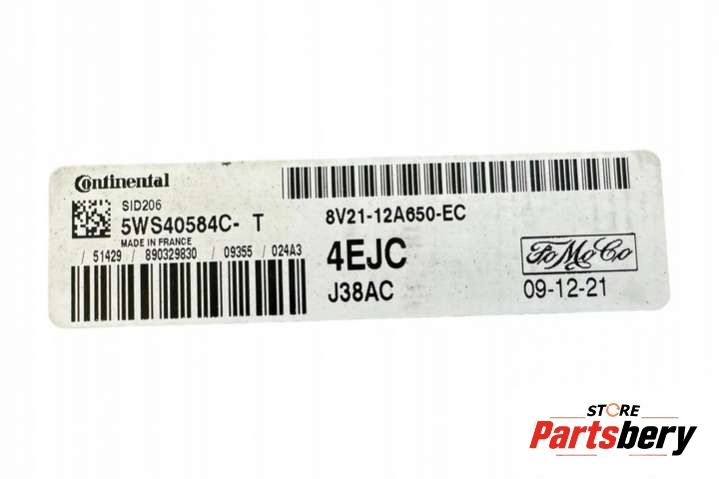 Continental
SID206
5WS40584C- T
MADE IN FRANCE
/ 51429 / 890329830 / 09355 / 024A3
8V21-12A650-EC
4EJC
FoMoCo
J38AC
09-12-21
STORE
Partsbery